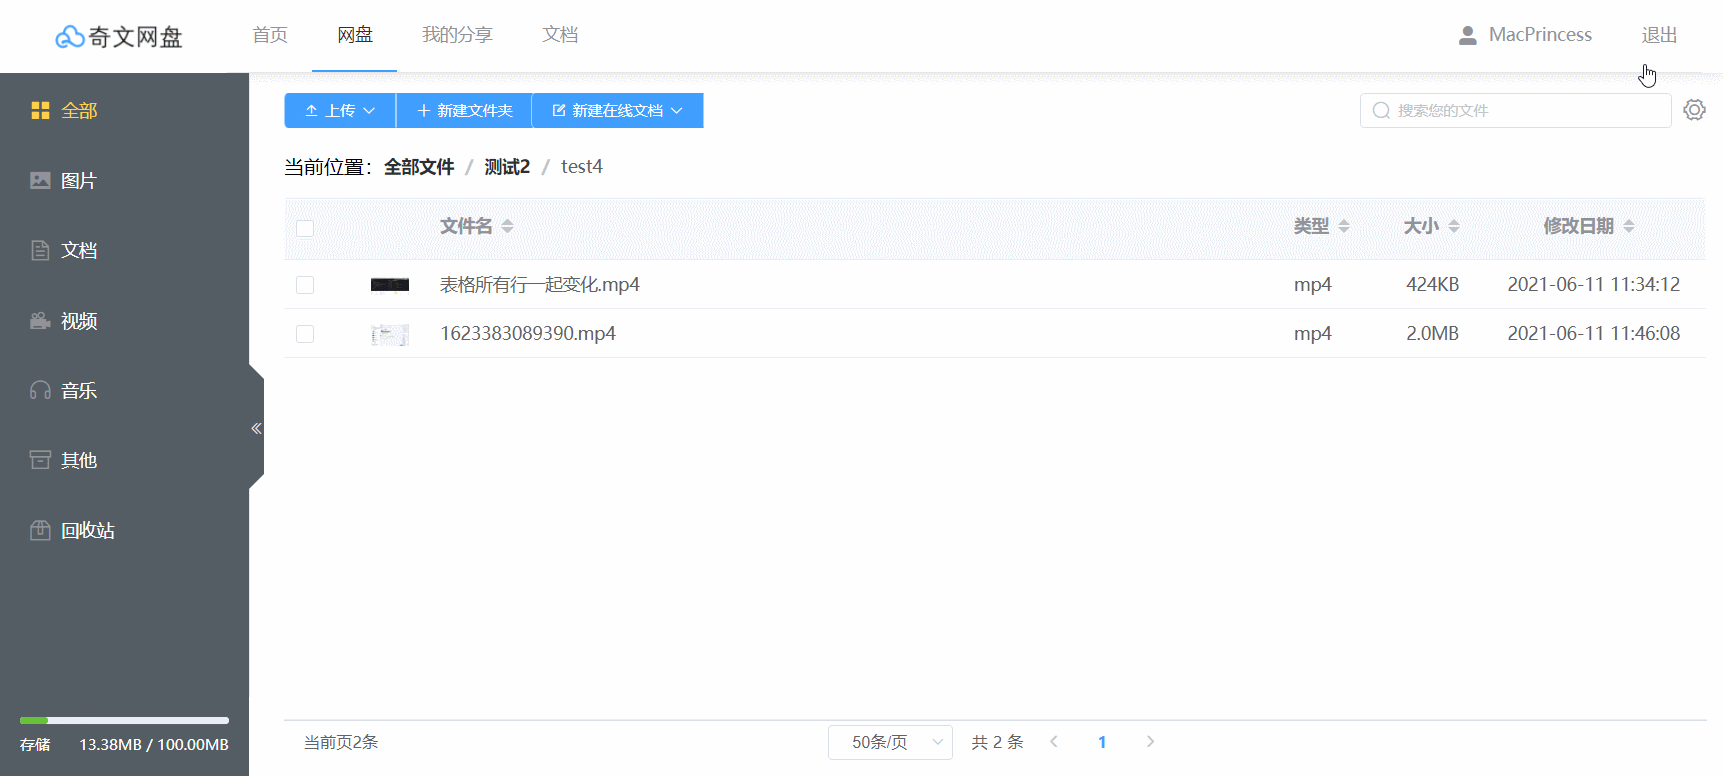 奇文网盘 首页 网盘 我的分享 文档 MacPrincess 退出
全部
图片
文档
视频
音乐
其他
回收站
存储 13.38MB / 100.00MB
上传 新建文件夹 新建在线文档 搜索您的文件
当前位置： 全部文件 / 测试2 / test4
文件名 类型 大小 修改日期
表格所有行一起变化.mp4 mp4 424KB 2021-06-11 11:34:12
1623383089390.mp4 mp4 2.0MB 2021-06-11 11:46:08
当前页2条 50条/页 共 2 条 1